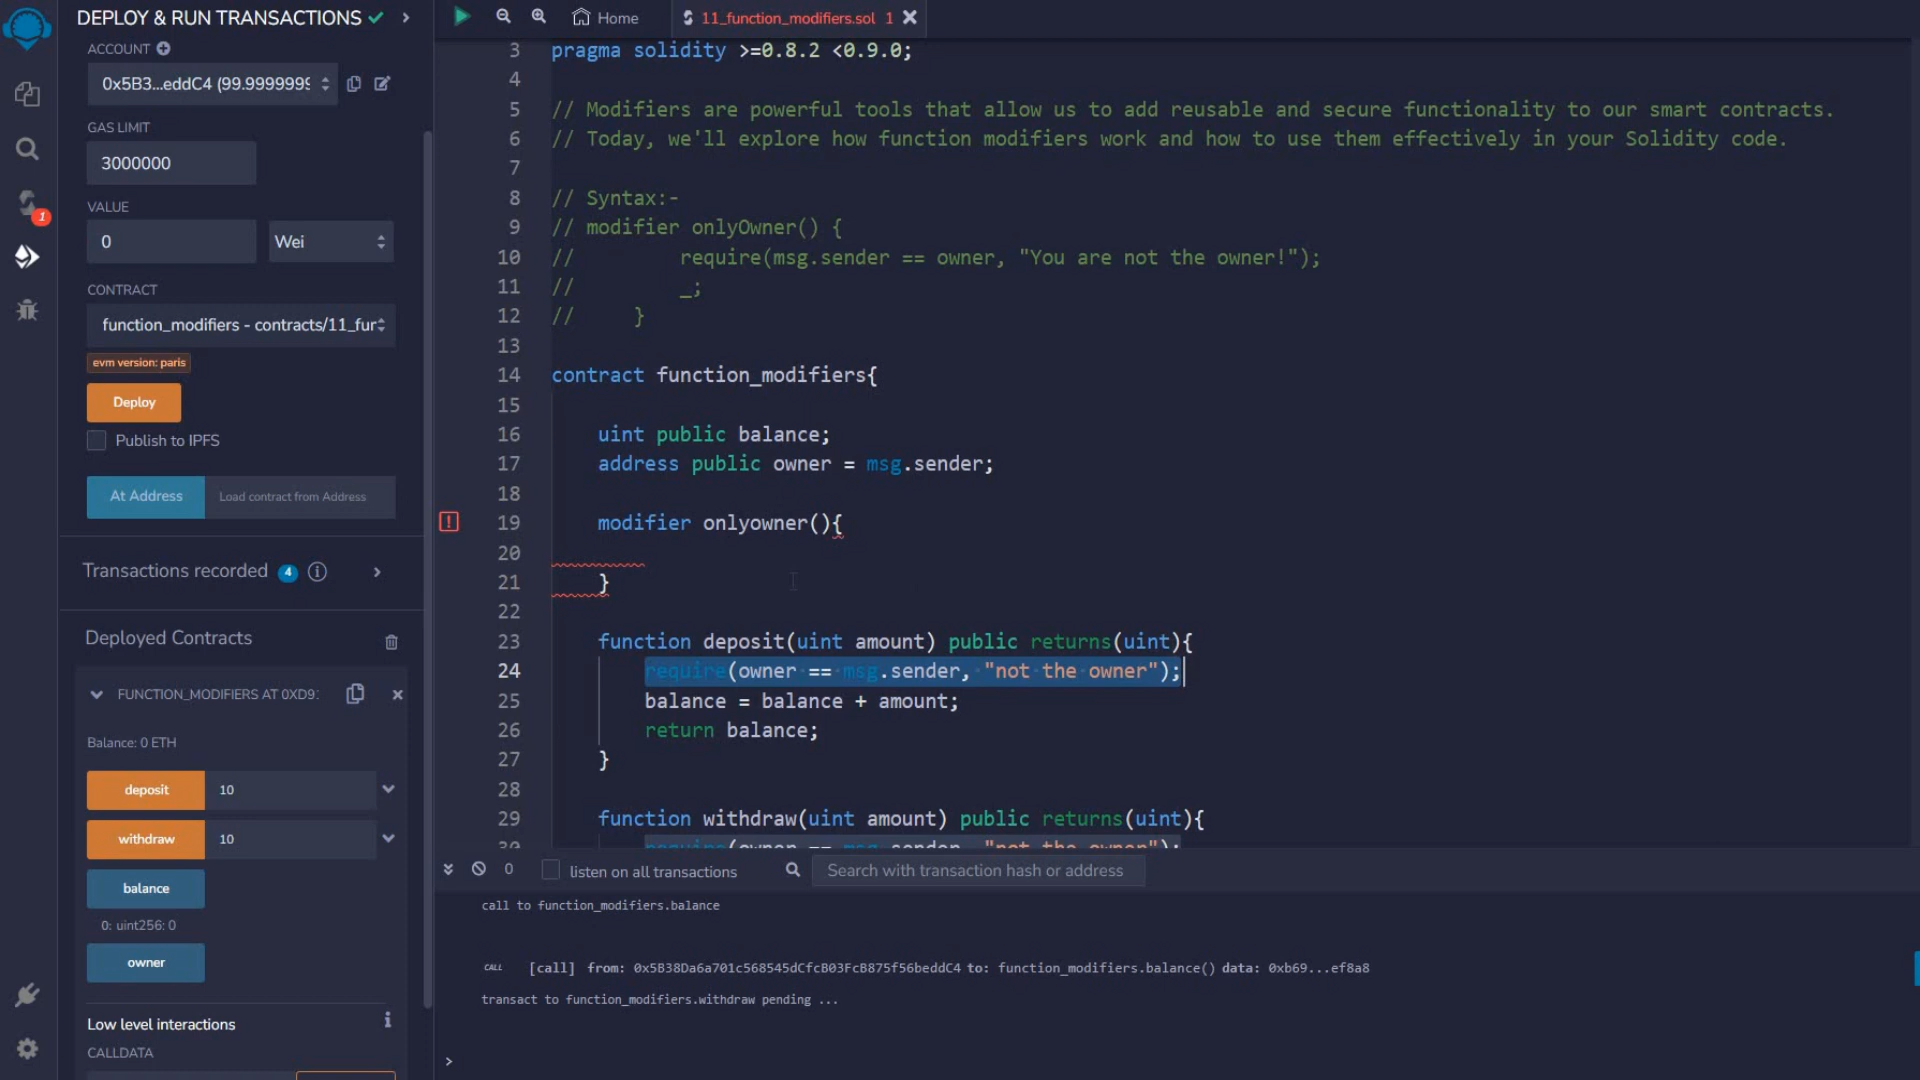 DEPLOY & RUN TRANSACTIONS
ACCOUNT
0x5B3...eddC4 (99.9999999
GAS LIMIT
3000000
VALUE
0
Wei
CONTRACT
function_modifiers - contracts/11_fur
evm version: paris
Deploy
Publish to IPFS
At Address
Load contract from Address
Transactions recorded 4
Deployed Contracts
FUNCTION_MODIFIERS AT 0XD9:
Balance: 0 ETH
deposit 10
withdraw 10
balance
0: uint256: 0
owner
Low level interactions
CALLDATA
1
Home
11_function_modifiers.sol 1
3 pragma solidity >=0.8.2 <0.9.0;
4
5 // Modifiers are powerful tools that allow us to add reusable and secure functionality to our smart contracts.
6 // Today, we'll explore how function modifiers work and how to use them effectively in your Solidity code.
7
8 // Syntax:-
9 // modifier onlyOwner() {
10 // require(msg.sender == owner, "You are not the owner!");
11 // _;
12 // }
13
14 contract function_modifiers{
15
16 uint public balance;
17 address public owner = msg.sender;
18
19 modifier onlyowner(){
20
21 }
22
23 function deposit(uint amount) public returns(uint){
24 require(owner == msg.sender, "not the owner");
25 balance = balance + amount;
26 return balance;
27 }
28
29 function withdraw(uint amount) public returns(uint){
30 require(owner == msg.sender, "not the owner");
0
listen on all transactions
Search with transaction hash or address
call to function_modifiers.balance
CALL [call] from: 0x5B38Da6a701c568545dCfcB03FcB875f56beddC4 to: function_modifiers.balance() data: 0xb69...ef8a8
transact to function_modifiers.withdraw pending ...
>